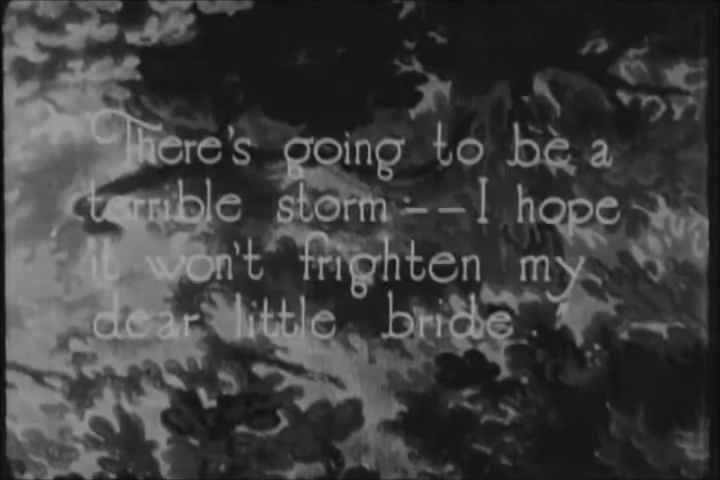 There's going to be a
terrible storm -- I hope
it won't frighten my
dear little bride.